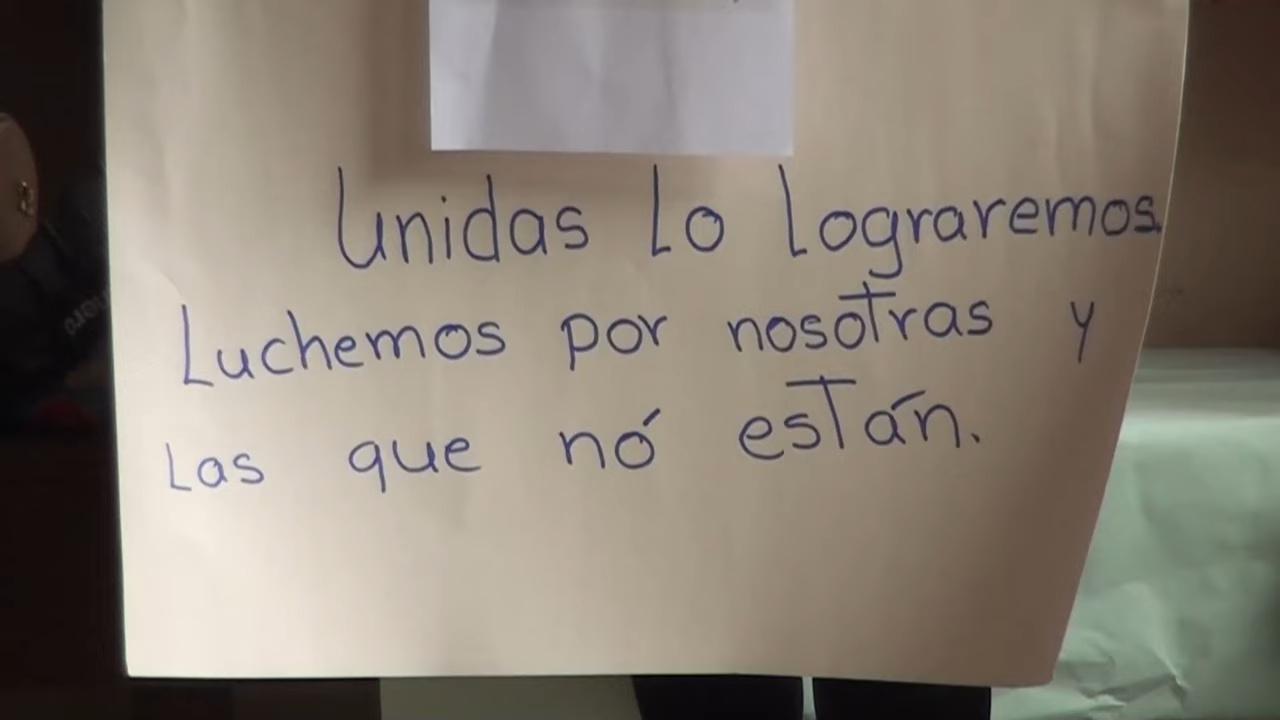 Unidas Lo lograremos.
Luchemos por nosotras y
Las que nó están.